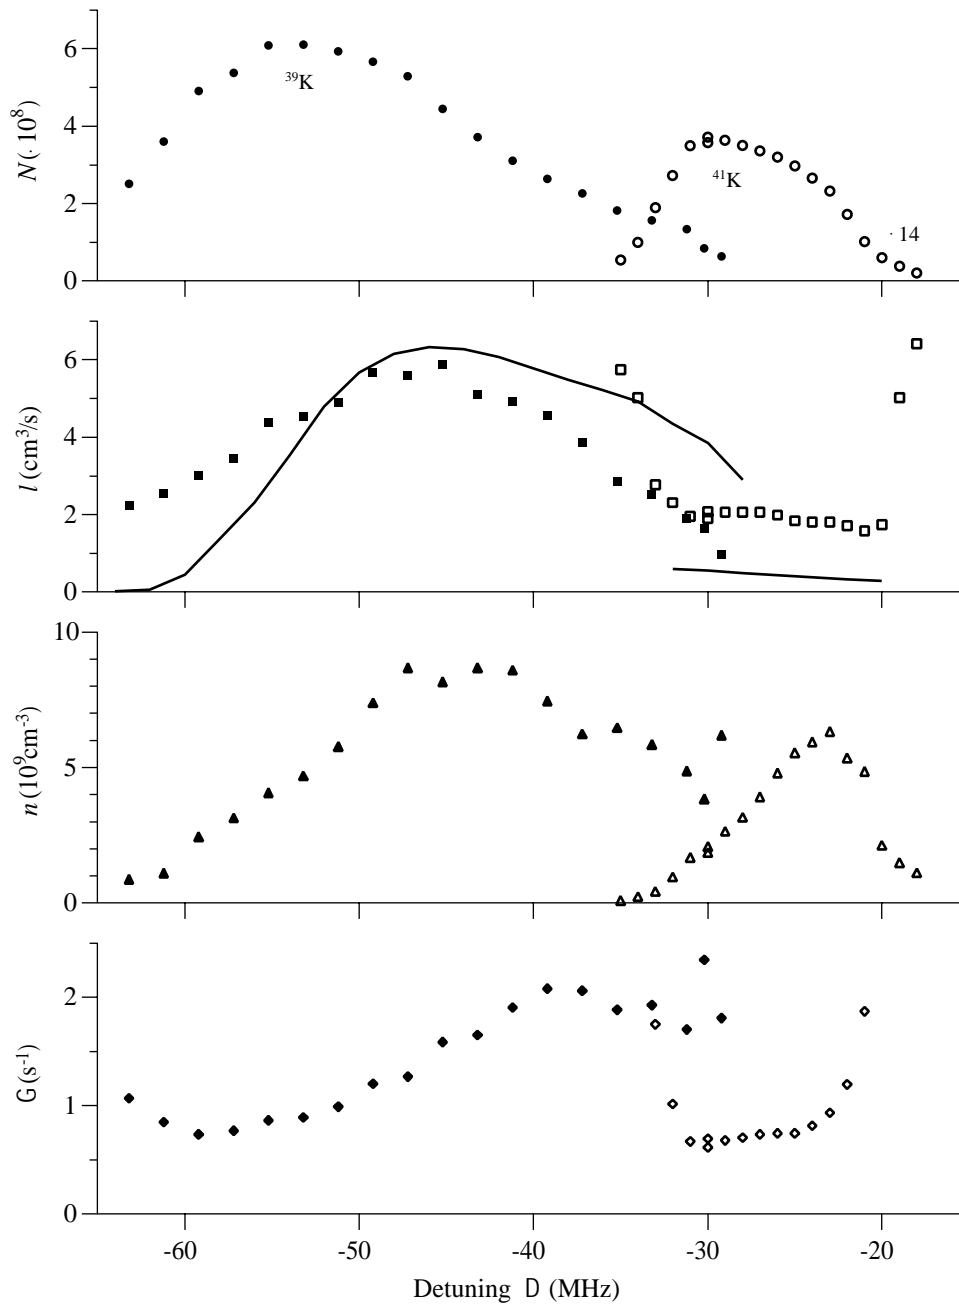 6
4
2
0
N(· 10⁸)
³⁹K
⁴¹K
· 14
6
4
2
0
l (cm³/s)
10
5
0
n (10⁹cm⁻³)
2
1
0
G (s⁻¹)
-60 -50 -40 -30 -20
Detuning D (MHz)